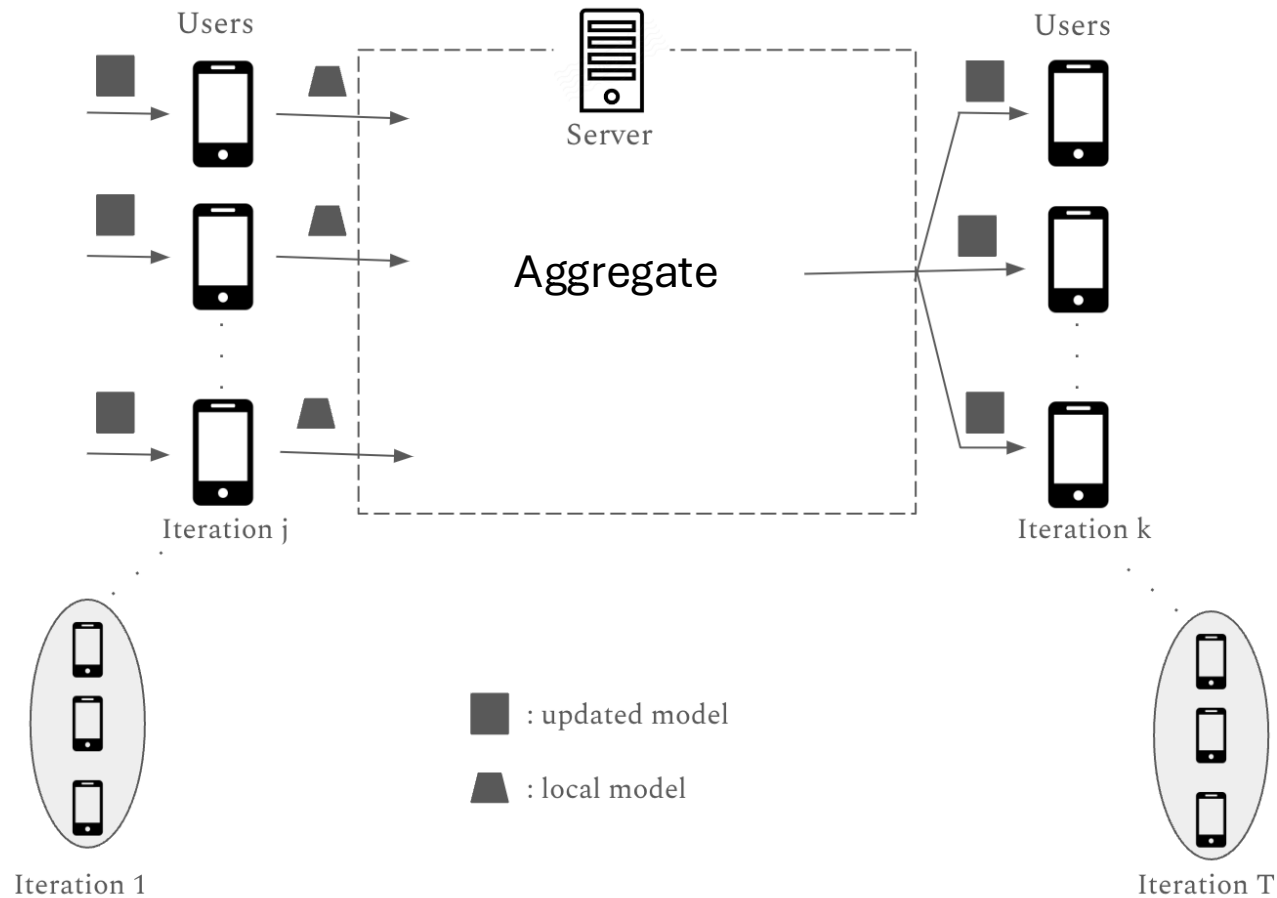 Users
Users
Server
Aggregate
Iteration j
Iteration k
: updated model
: local model
Iteration 1
Iteration T